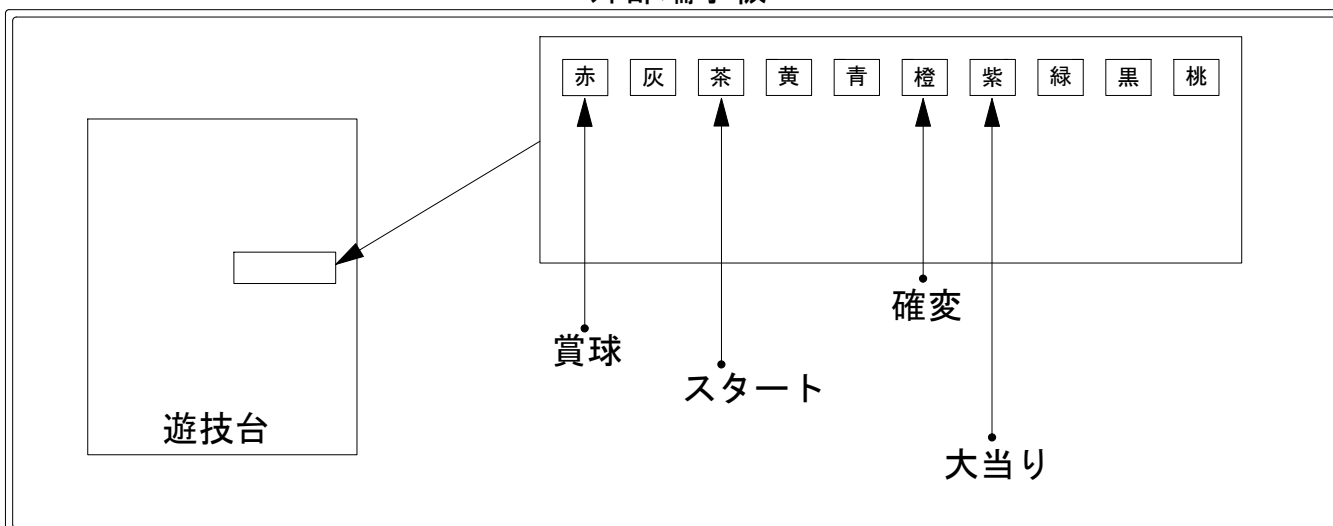 赤 灰 茶 黄 青 橙 紫 緑 黒 桃
確変
賞球
スタート
遊技台
大当り